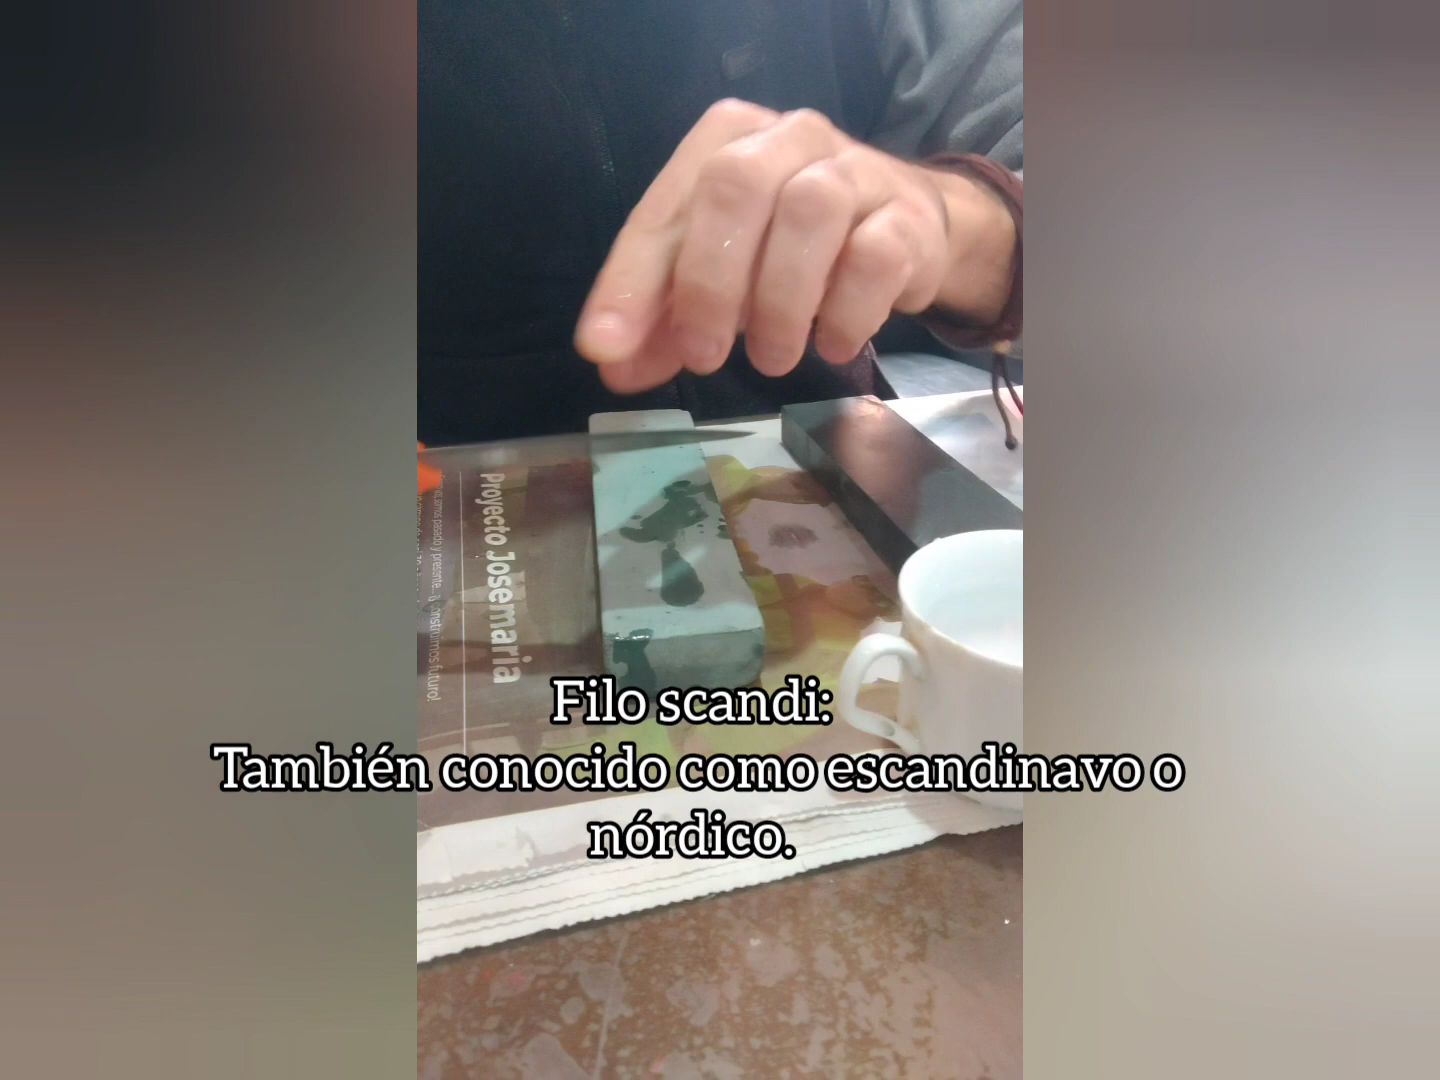 Proyecto Josemaria
Filo scandi:
También conocido como escandinavo o
nórdico.